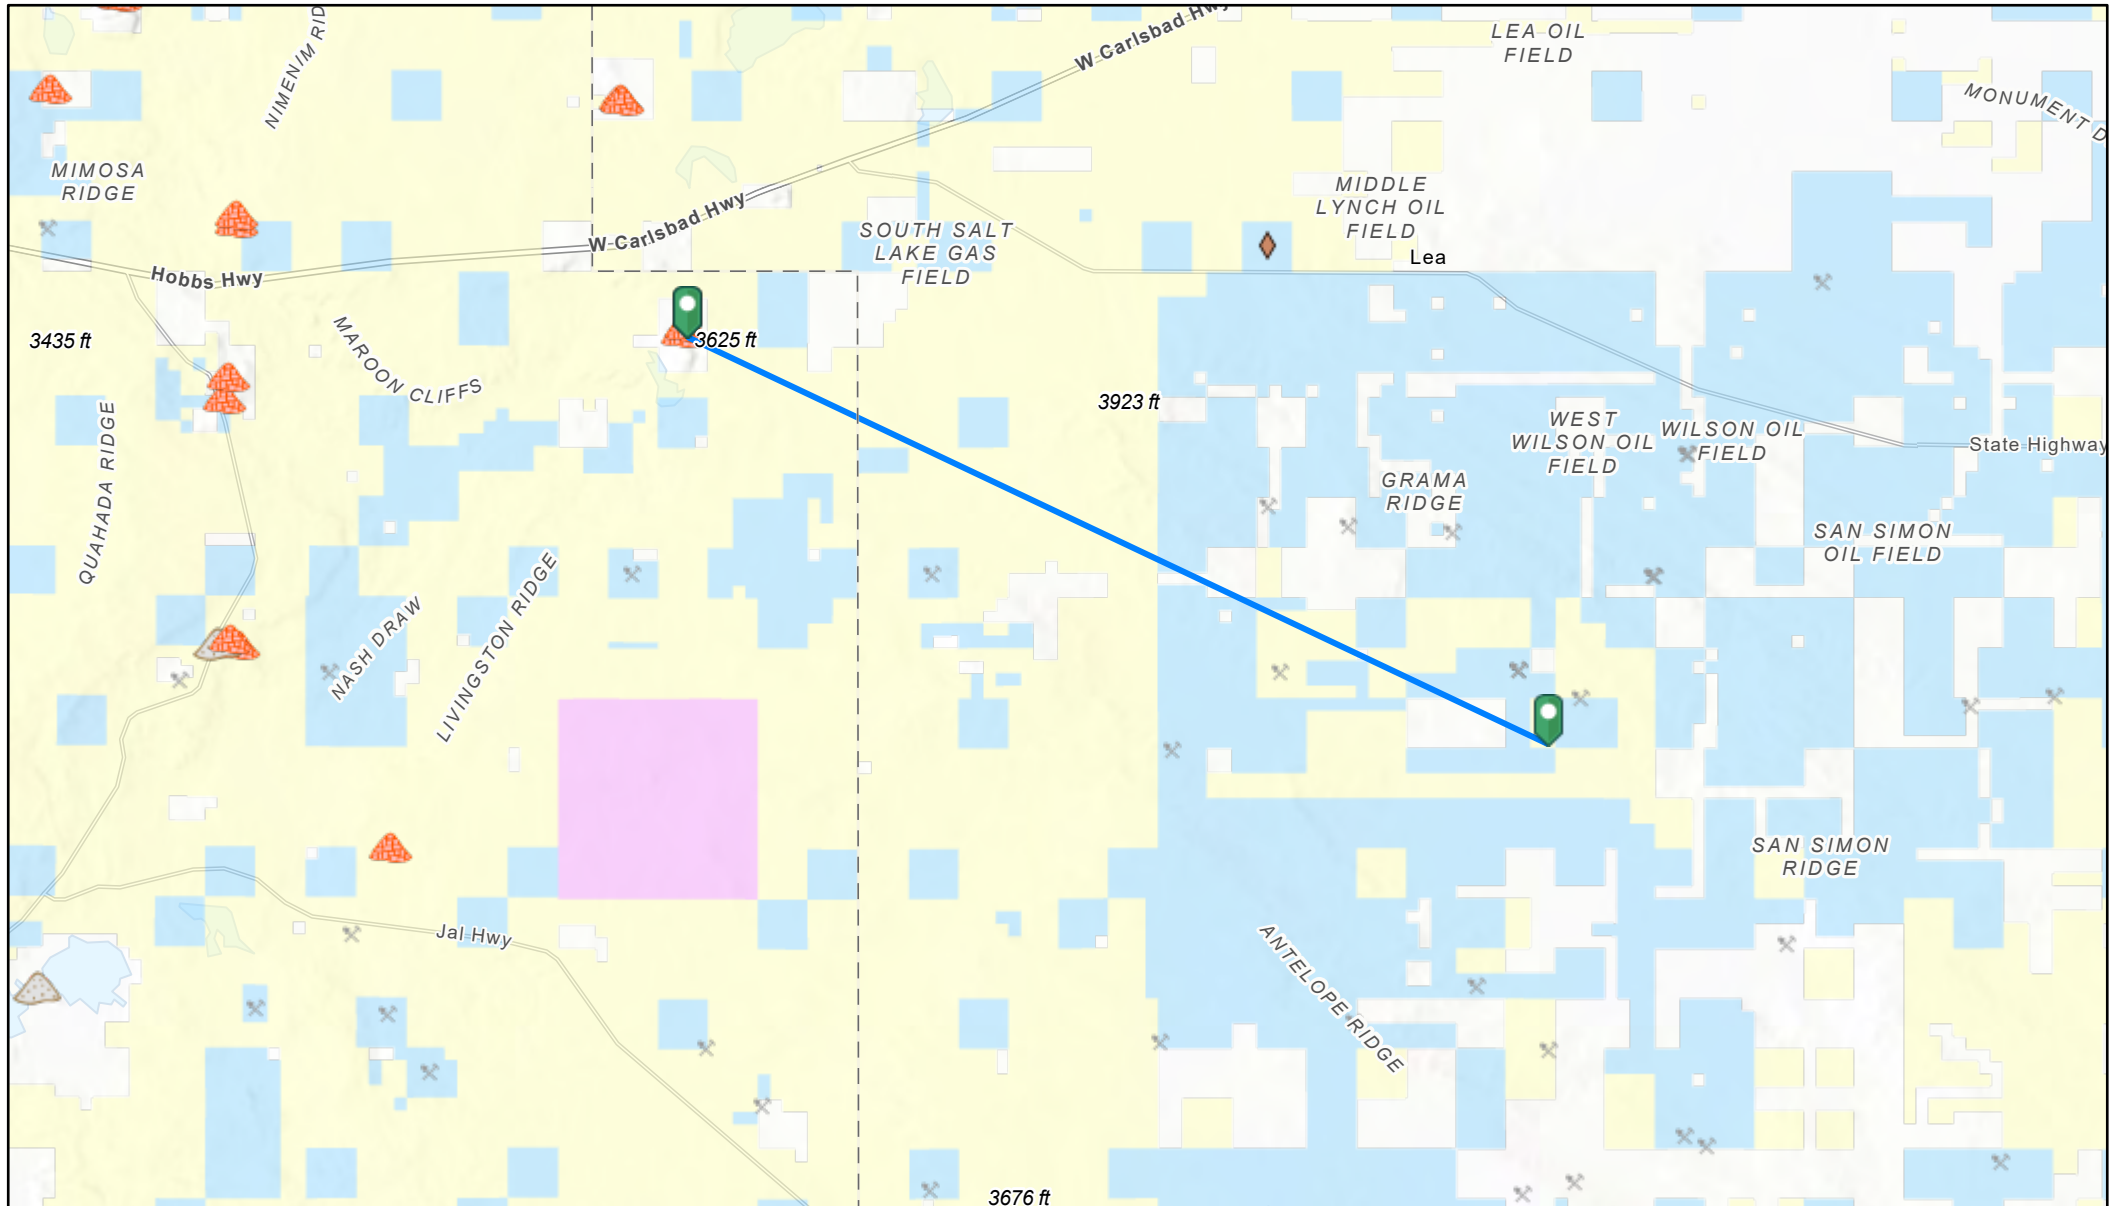 NIMENIM RID
W Carlsbad Hwy
LEA OIL
FIELD
MONUMENT D
MIMOSA
RIDGE
MIDDLE
LYNCH OIL
FIELD
W Carlsbad Hwy
SOUTH SALT
LAKE GAS
FIELD
Lea
Hobbs Hwy
3435 ft
MAROON CLIFFS
3625 ft
3923 ft
QUAHADA RIDGE
WEST
WILSON OIL
FIELD
WILSON OIL
FIELD
State Highway
GRAMA
RIDGE
SAN SIMON
OIL FIELD
NASH DRAW
LIVINGSTON RIDGE
SAN SIMON
RIDGE
Jal Hwy
ANTELOPE RIDGE
3676 ft